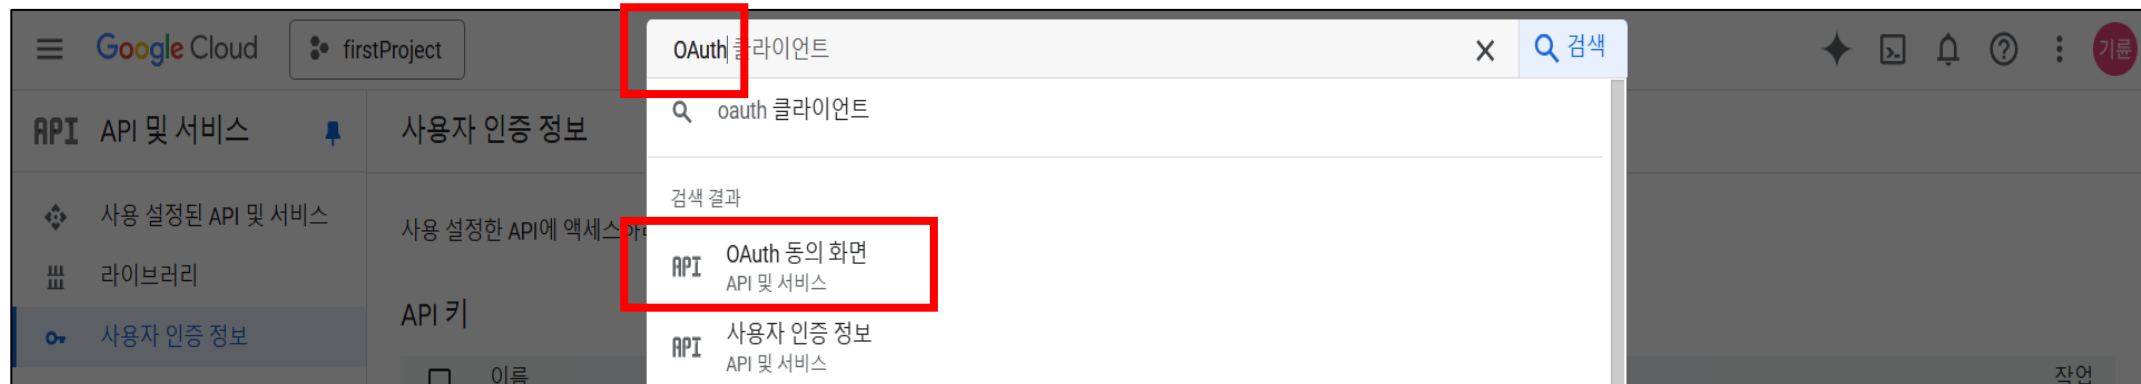 Google Cloud
firstProject
OAuth 클라이언트
검색
기륜
API API 및 서비스
사용자 인증 정보
oauth 클라이언트
검색 결과
사용 설정된 API 및 서비스
사용 설정한 API에 액세스
API OAuth 동의 화면
API 및 서비스
라이브러리
API 키
사용자 인증 정보
API 사용자 인증 정보
API 및 서비스
이름
작업